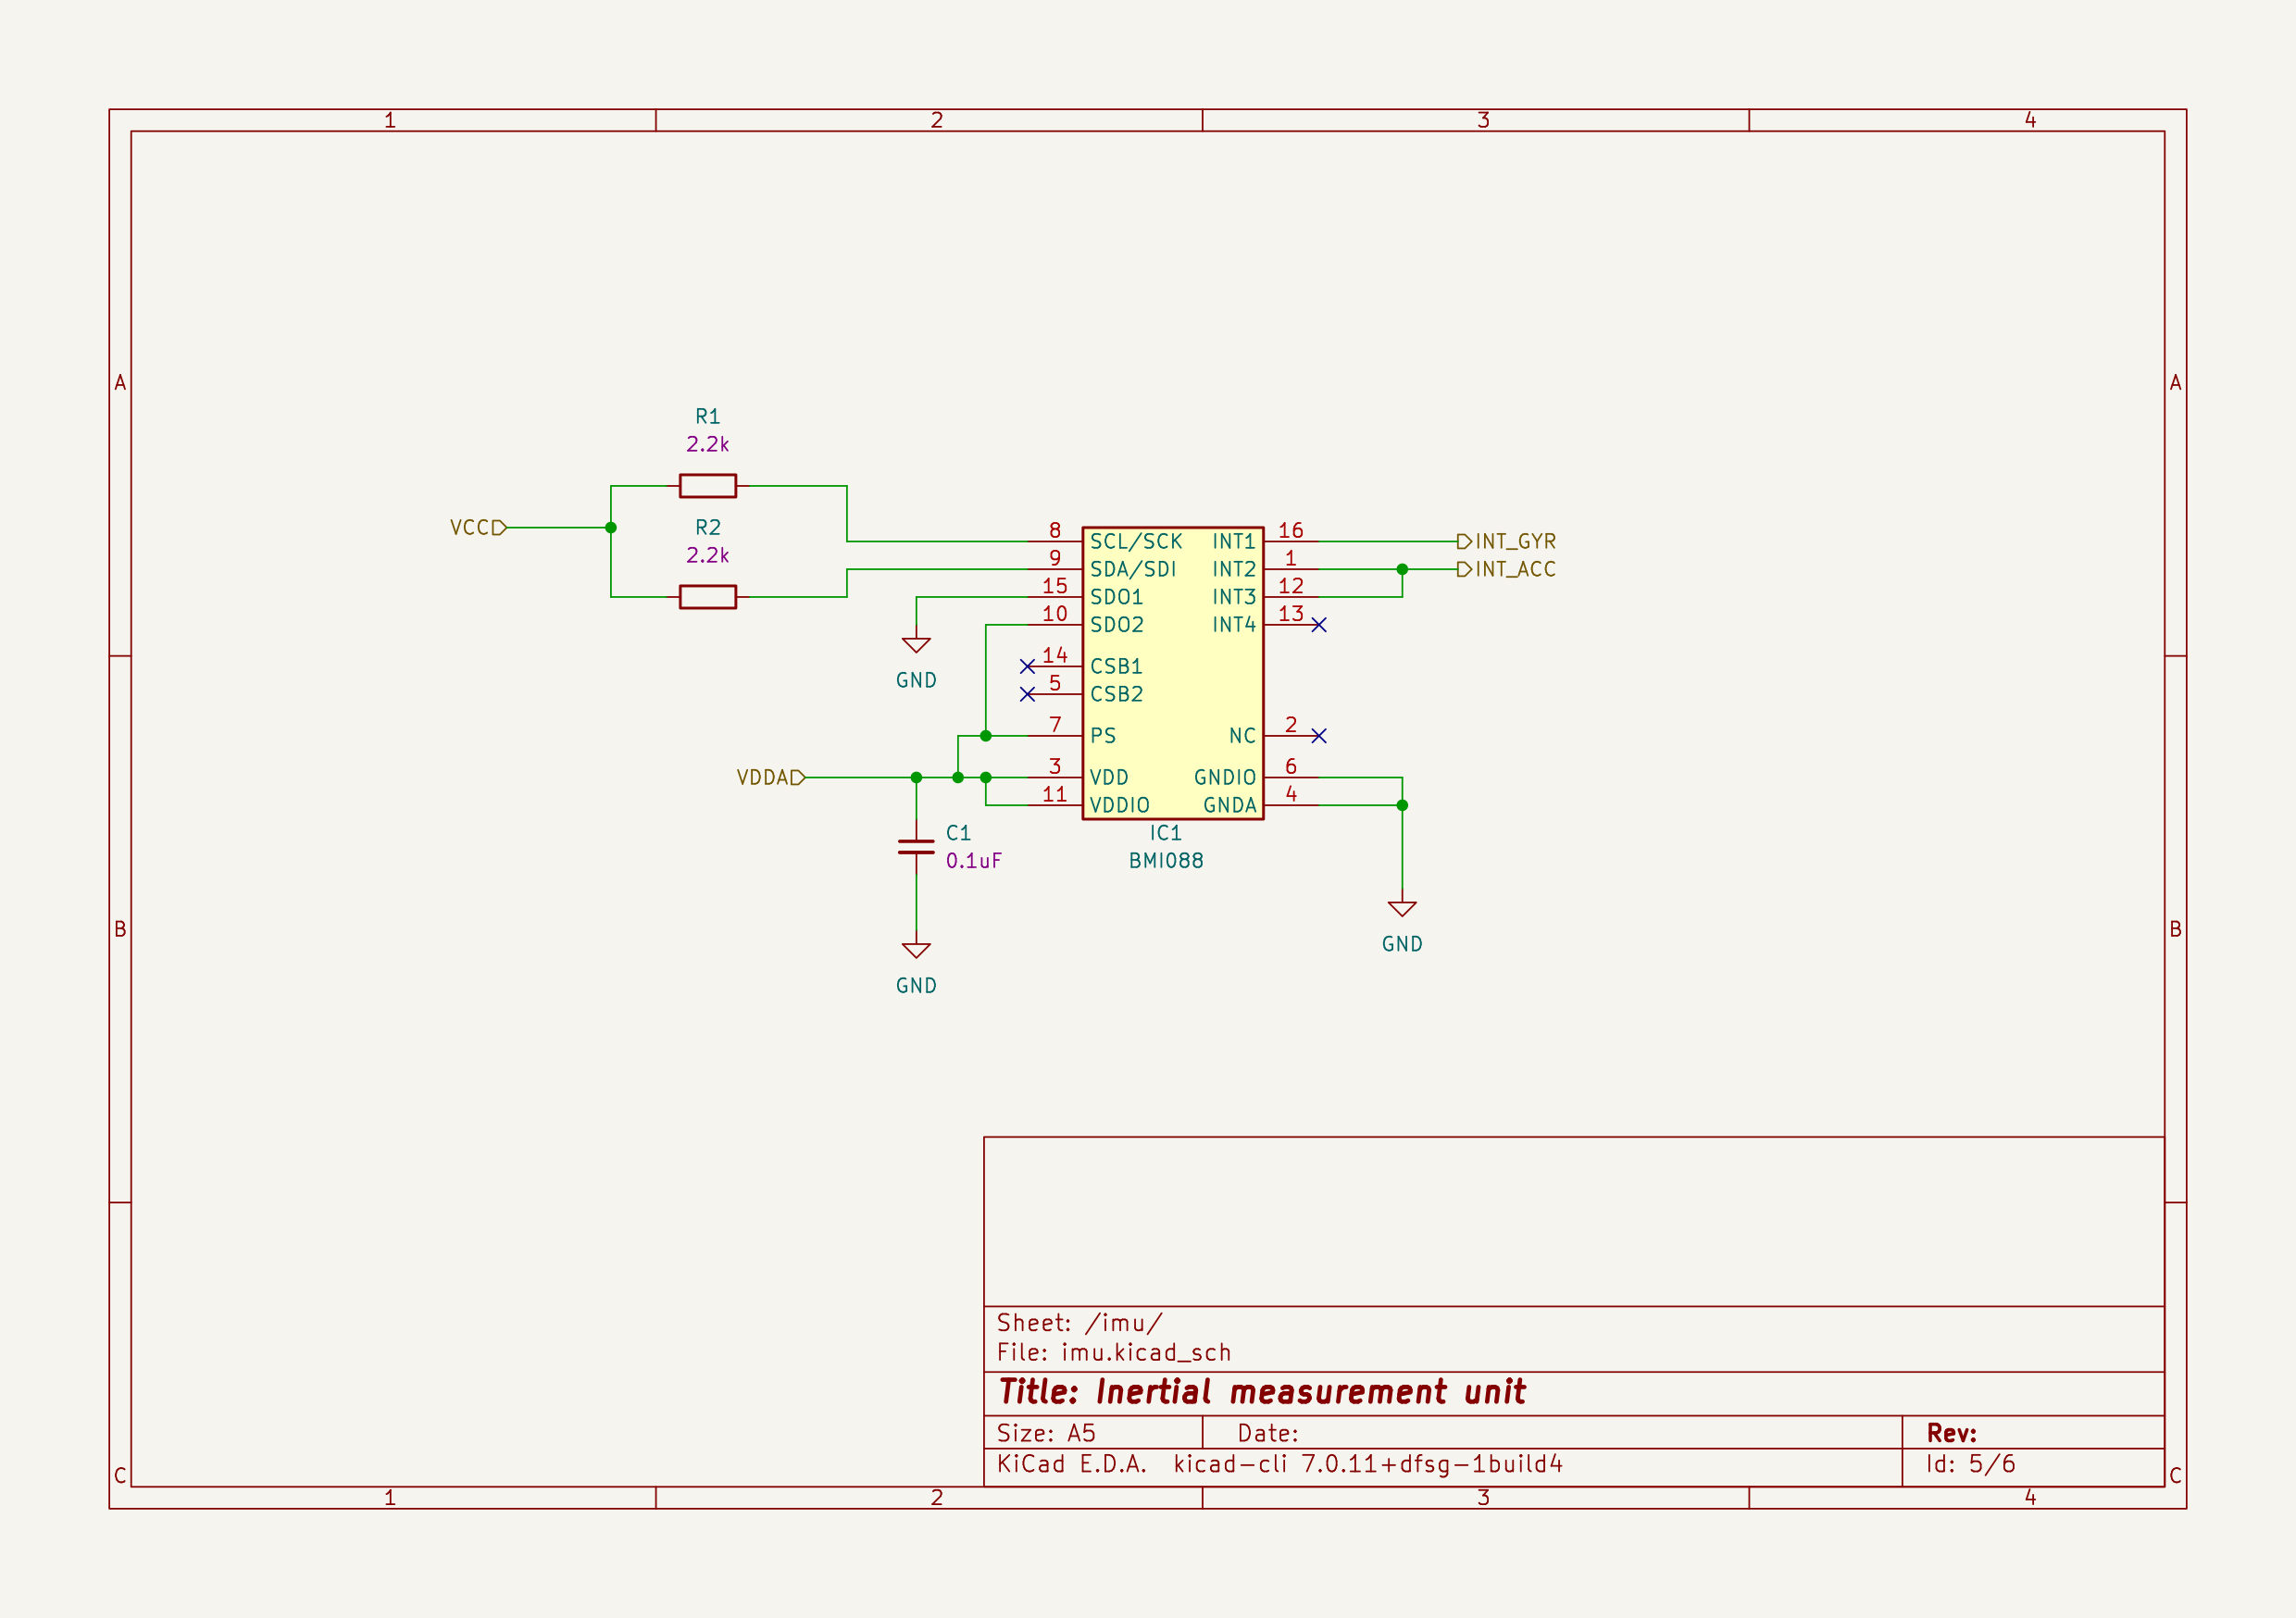 1 2 3 4
A A
R1
2.2k
VCC
R2
2.2k
8 SCL/SCK INT1 16 INT_GYR
9 SDA/SDI INT2 1 INT_ACC
15 SDO1 INT3 12
10 SDO2 INT4 13
14 CSB1
GND
5 CSB2
7 PS NC 2
VDDA 3 VDD GNDIO 6
11 VDDIO GNDA 4
C1
0.1uF
IC1
BMI088
B B
GND
GND
Sheet: /imu/
File: imu.kicad_sch
Title: Inertial measurement unit
Size: A5 Date: Rev:
KiCad E.D.A. kicad-cli 7.0.11+dfsg-1build4 Id: 5/6
C C
1 2 3 4